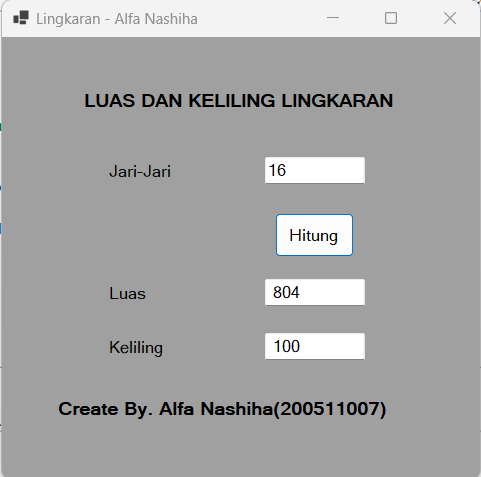 Lingkaran - Alfa Nashiha
LUAS DAN KELILING LINGKARAN
Jari-Jari 16
Hitung
Luas 804
Keliling 100
Create By. Alfa Nashiha(200511007)